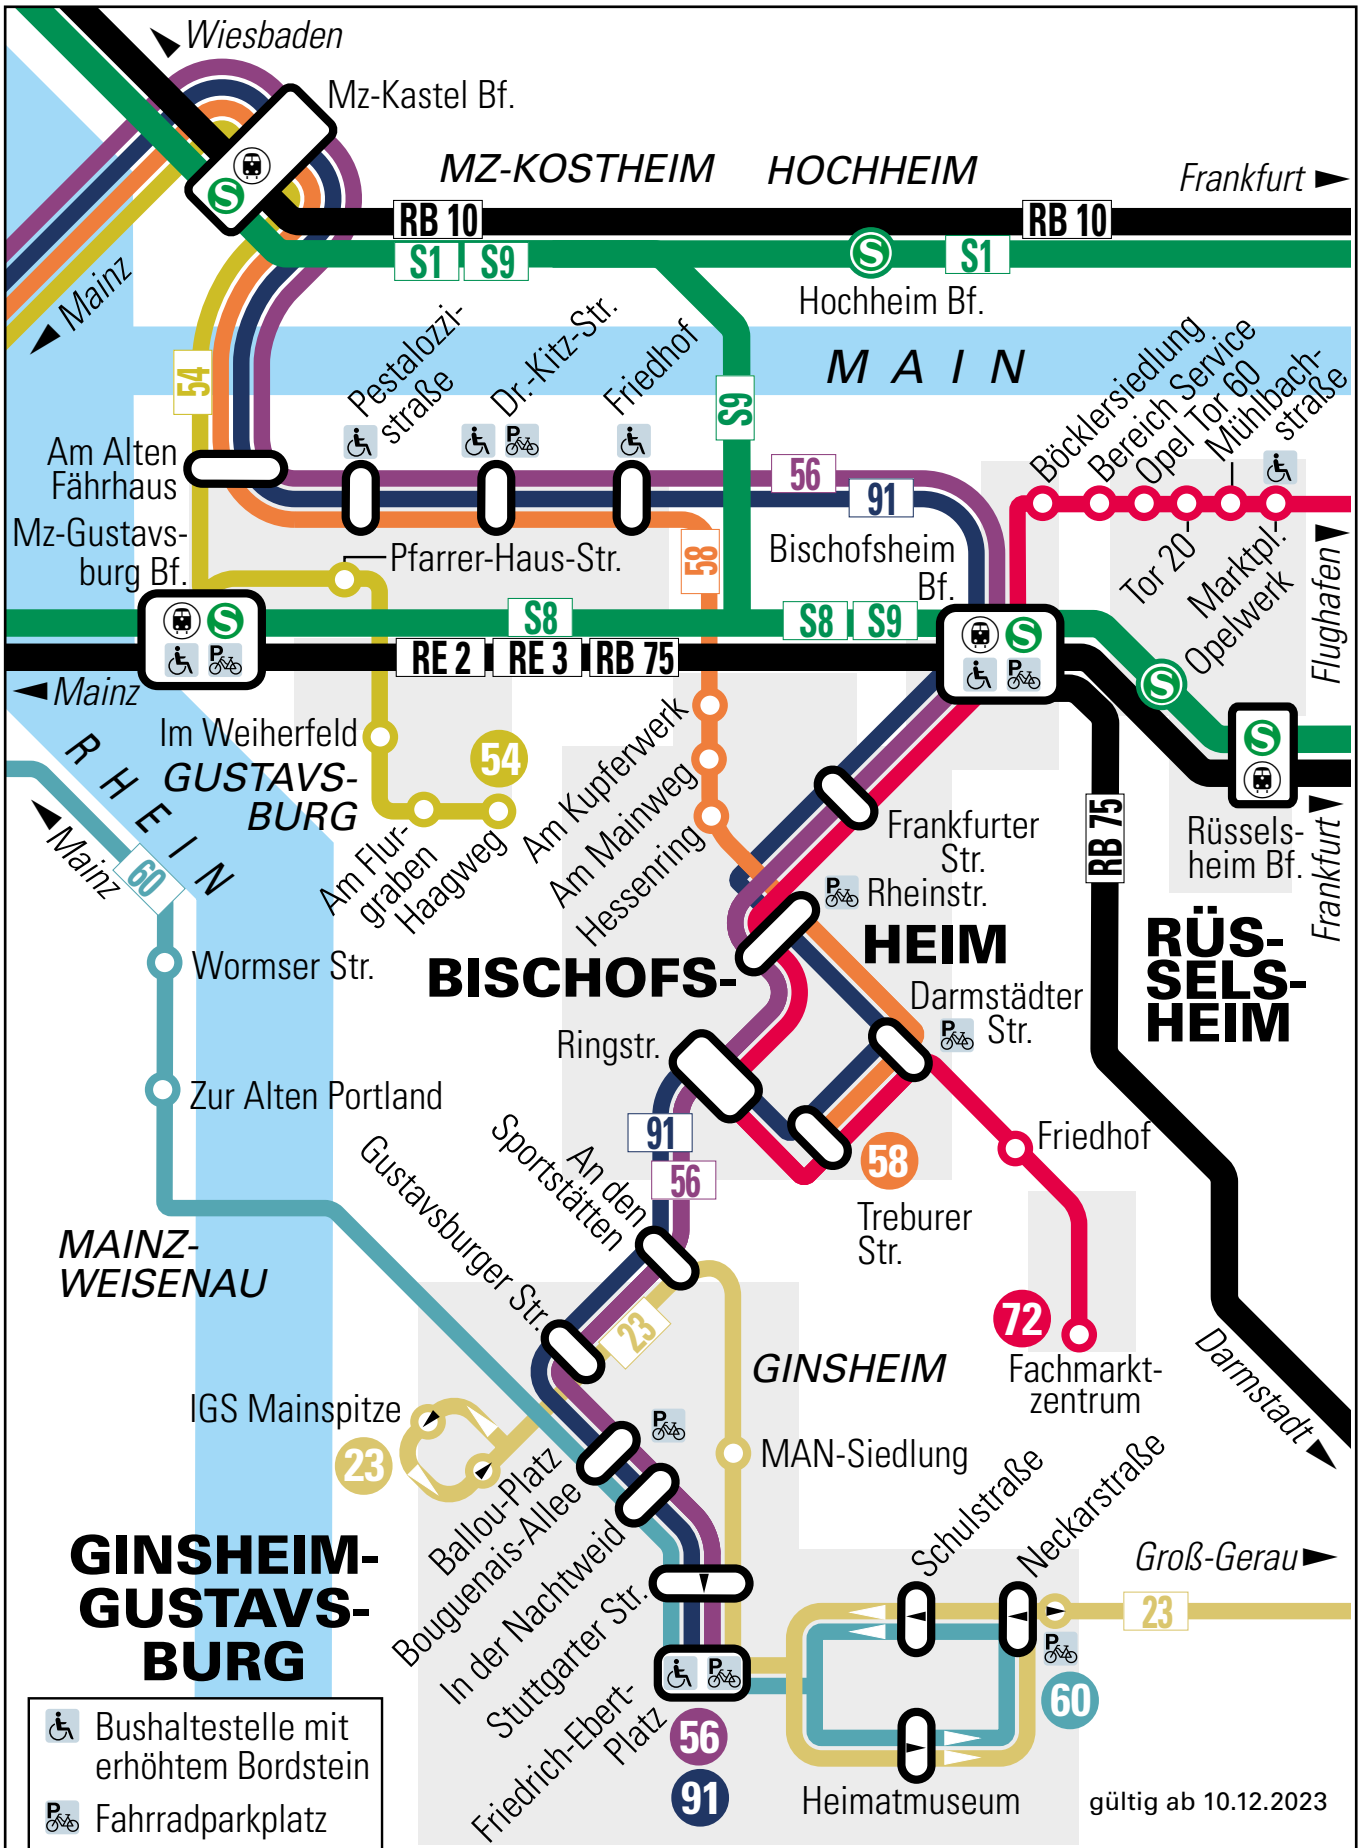 Wiesbaden
Mz-Kastel Bf.
MZ-KOSTHEIM
HOCHHEIM
Frankfurt
RB 10
RB 10
S
S1
S9
S
S1
Hochheim Bf.
Mainz
MAIN
54
Pestalozzi-
straße
Dr.-Kitz-Str.
P
Friedhof
S9
Böcklersiedlung
Bereich Service
Opel Tor 60
Mühlbach-
straße
Am Alten
Fährhaus
56
91
Mz-Gustavs-
burg Bf.
Pfarrer-Haus-Str.
58
Bischofsheim
Bf.
Tor 20
Marktpl.
Opelwerk
Flughafen
S
P
S8
S8
S9
S
P
RE 2
RE 3
RB 75
Mainz
S
RHEIN
Im Weiherfeld
GUSTAVS-
BURG
54
Am Kupferwerk
Am Mainweg
Hessenring
S
Mainz
60
Am Flur-
graben
Haagweg
Frankfurter
Str.
P
Rheinstr.
RB 75
Rüssels-
heim Bf.
Frankfurt
Wormser Str.
BISCHOFS-
HEIM
RÜS-
SELS-
HEIM
Darmstädter
Str.
P
Ringstr.
Zur Alten Portland
91
56
An den
Sportstätten
Gustavsburger Str.
58
Friedhof
Treburer
Str.
MAINZ-
WEISENAU
23
72
Fachmarkt-
zentrum
GINSHEIM
Darmstadt
IGS Mainspitze
23
P
MAN-Siedlung
Ballou-Platz
Bouguenais-Allee
In der Nachtweid
Stuttgarter Str.
Friedrich-Ebert-
Platz
Schulstraße
Neckarstraße
Groß-Gerau
23
GINSHEIM-
GUSTAVS-
BURG
P
P
60
56
91
Heimatmuseum
Bushaltestelle mit
erhöhtem Bordstein
P
Fahrradparkplatz
gültig ab 10.12.2023